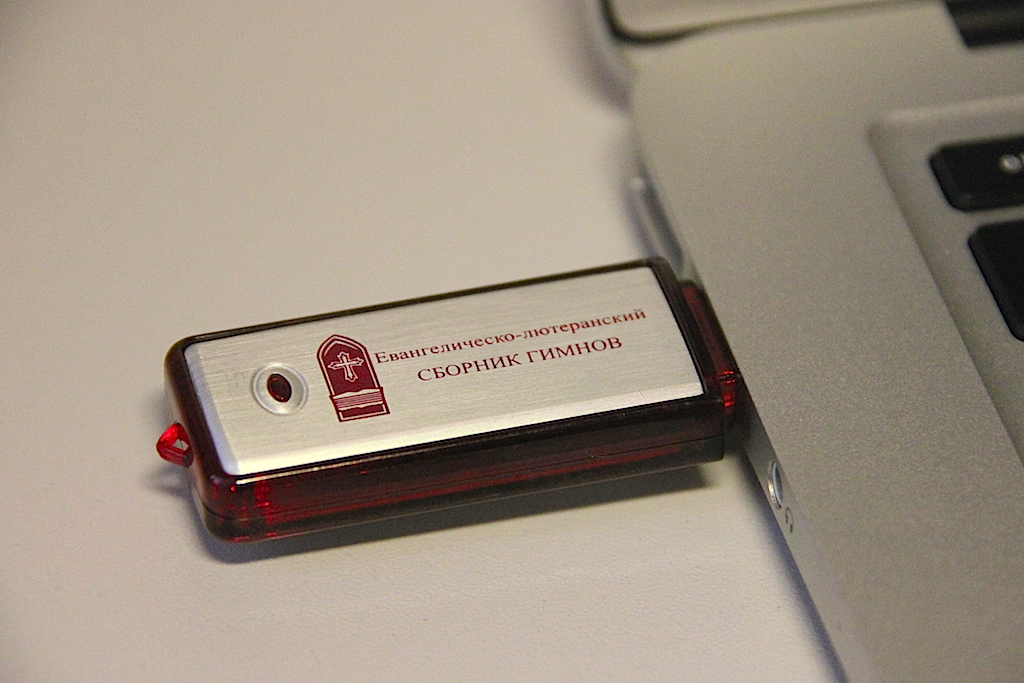 Евангелическо-лютеранский
СБОРНИК ГИМНОВ